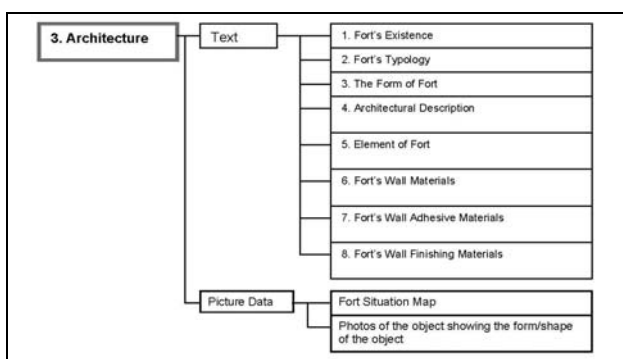 3. Architecture
Text
1. Fort's Existence
2. Fort's Typology
3. The Form of Fort
4. Architectural Description
5. Element of Fort
6. Fort's Wall Materials
7. Fort's Wall Adhesive Materials
8. Fort's Wall Finishing Materials
Picture Data
Fort Situation Map
Photos of the object showing the form/shape
of the object